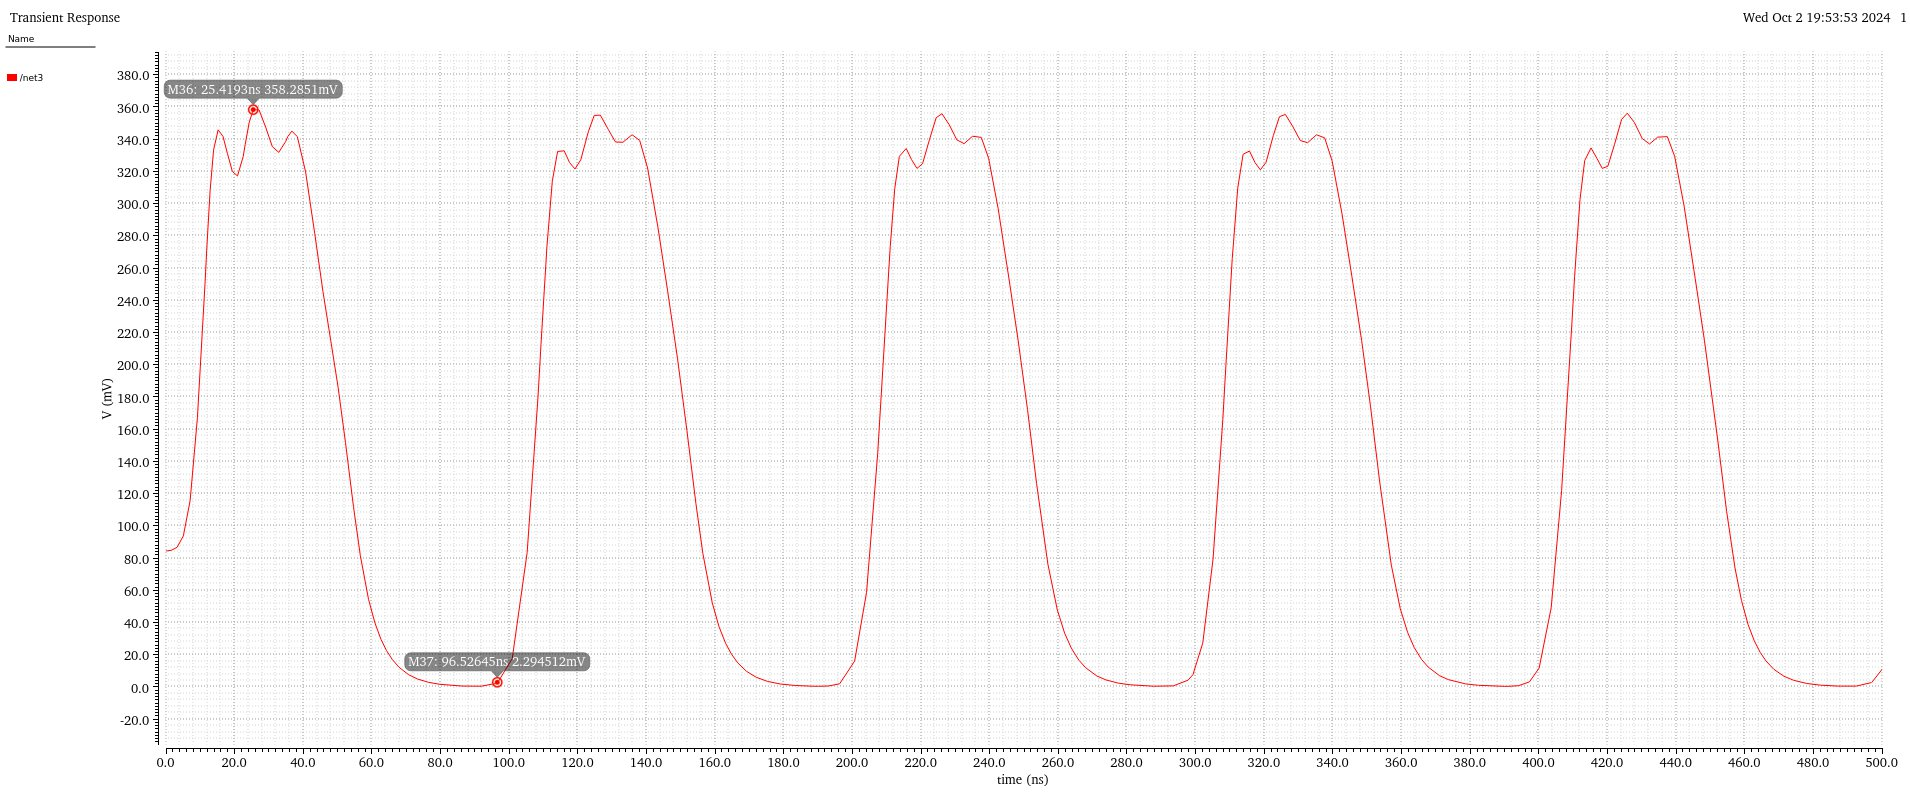 Transient Response
Wed Oct 2 19:53:53 2024 1
Name
/net3
M36: 25.4193ns 358.2851mV
M37: 96.52645ns 2.294512mV
V (mV)
380.0
360.0
340.0
320.0
300.0
280.0
260.0
240.0
220.0
200.0
180.0
160.0
140.0
120.0
100.0
80.0
60.0
40.0
20.0
0.0
-20.0
0.0 20.0 40.0 60.0 80.0 100.0 120.0 140.0 160.0 180.0 200.0 220.0 240.0 260.0 280.0 300.0 320.0 340.0 360.0 380.0 400.0 420.0 440.0 460.0 480.0 500.0
time (ns)